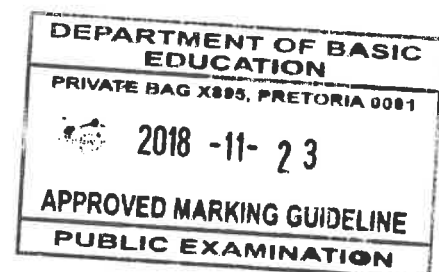 DEPARTMENT OF BASIC
EDUCATION
PRIVATE BAG X895, PRETORIA 0001
2018 -11- 23
APPROVED MARKING GUIDELINE
PUBLIC EXAMINATION